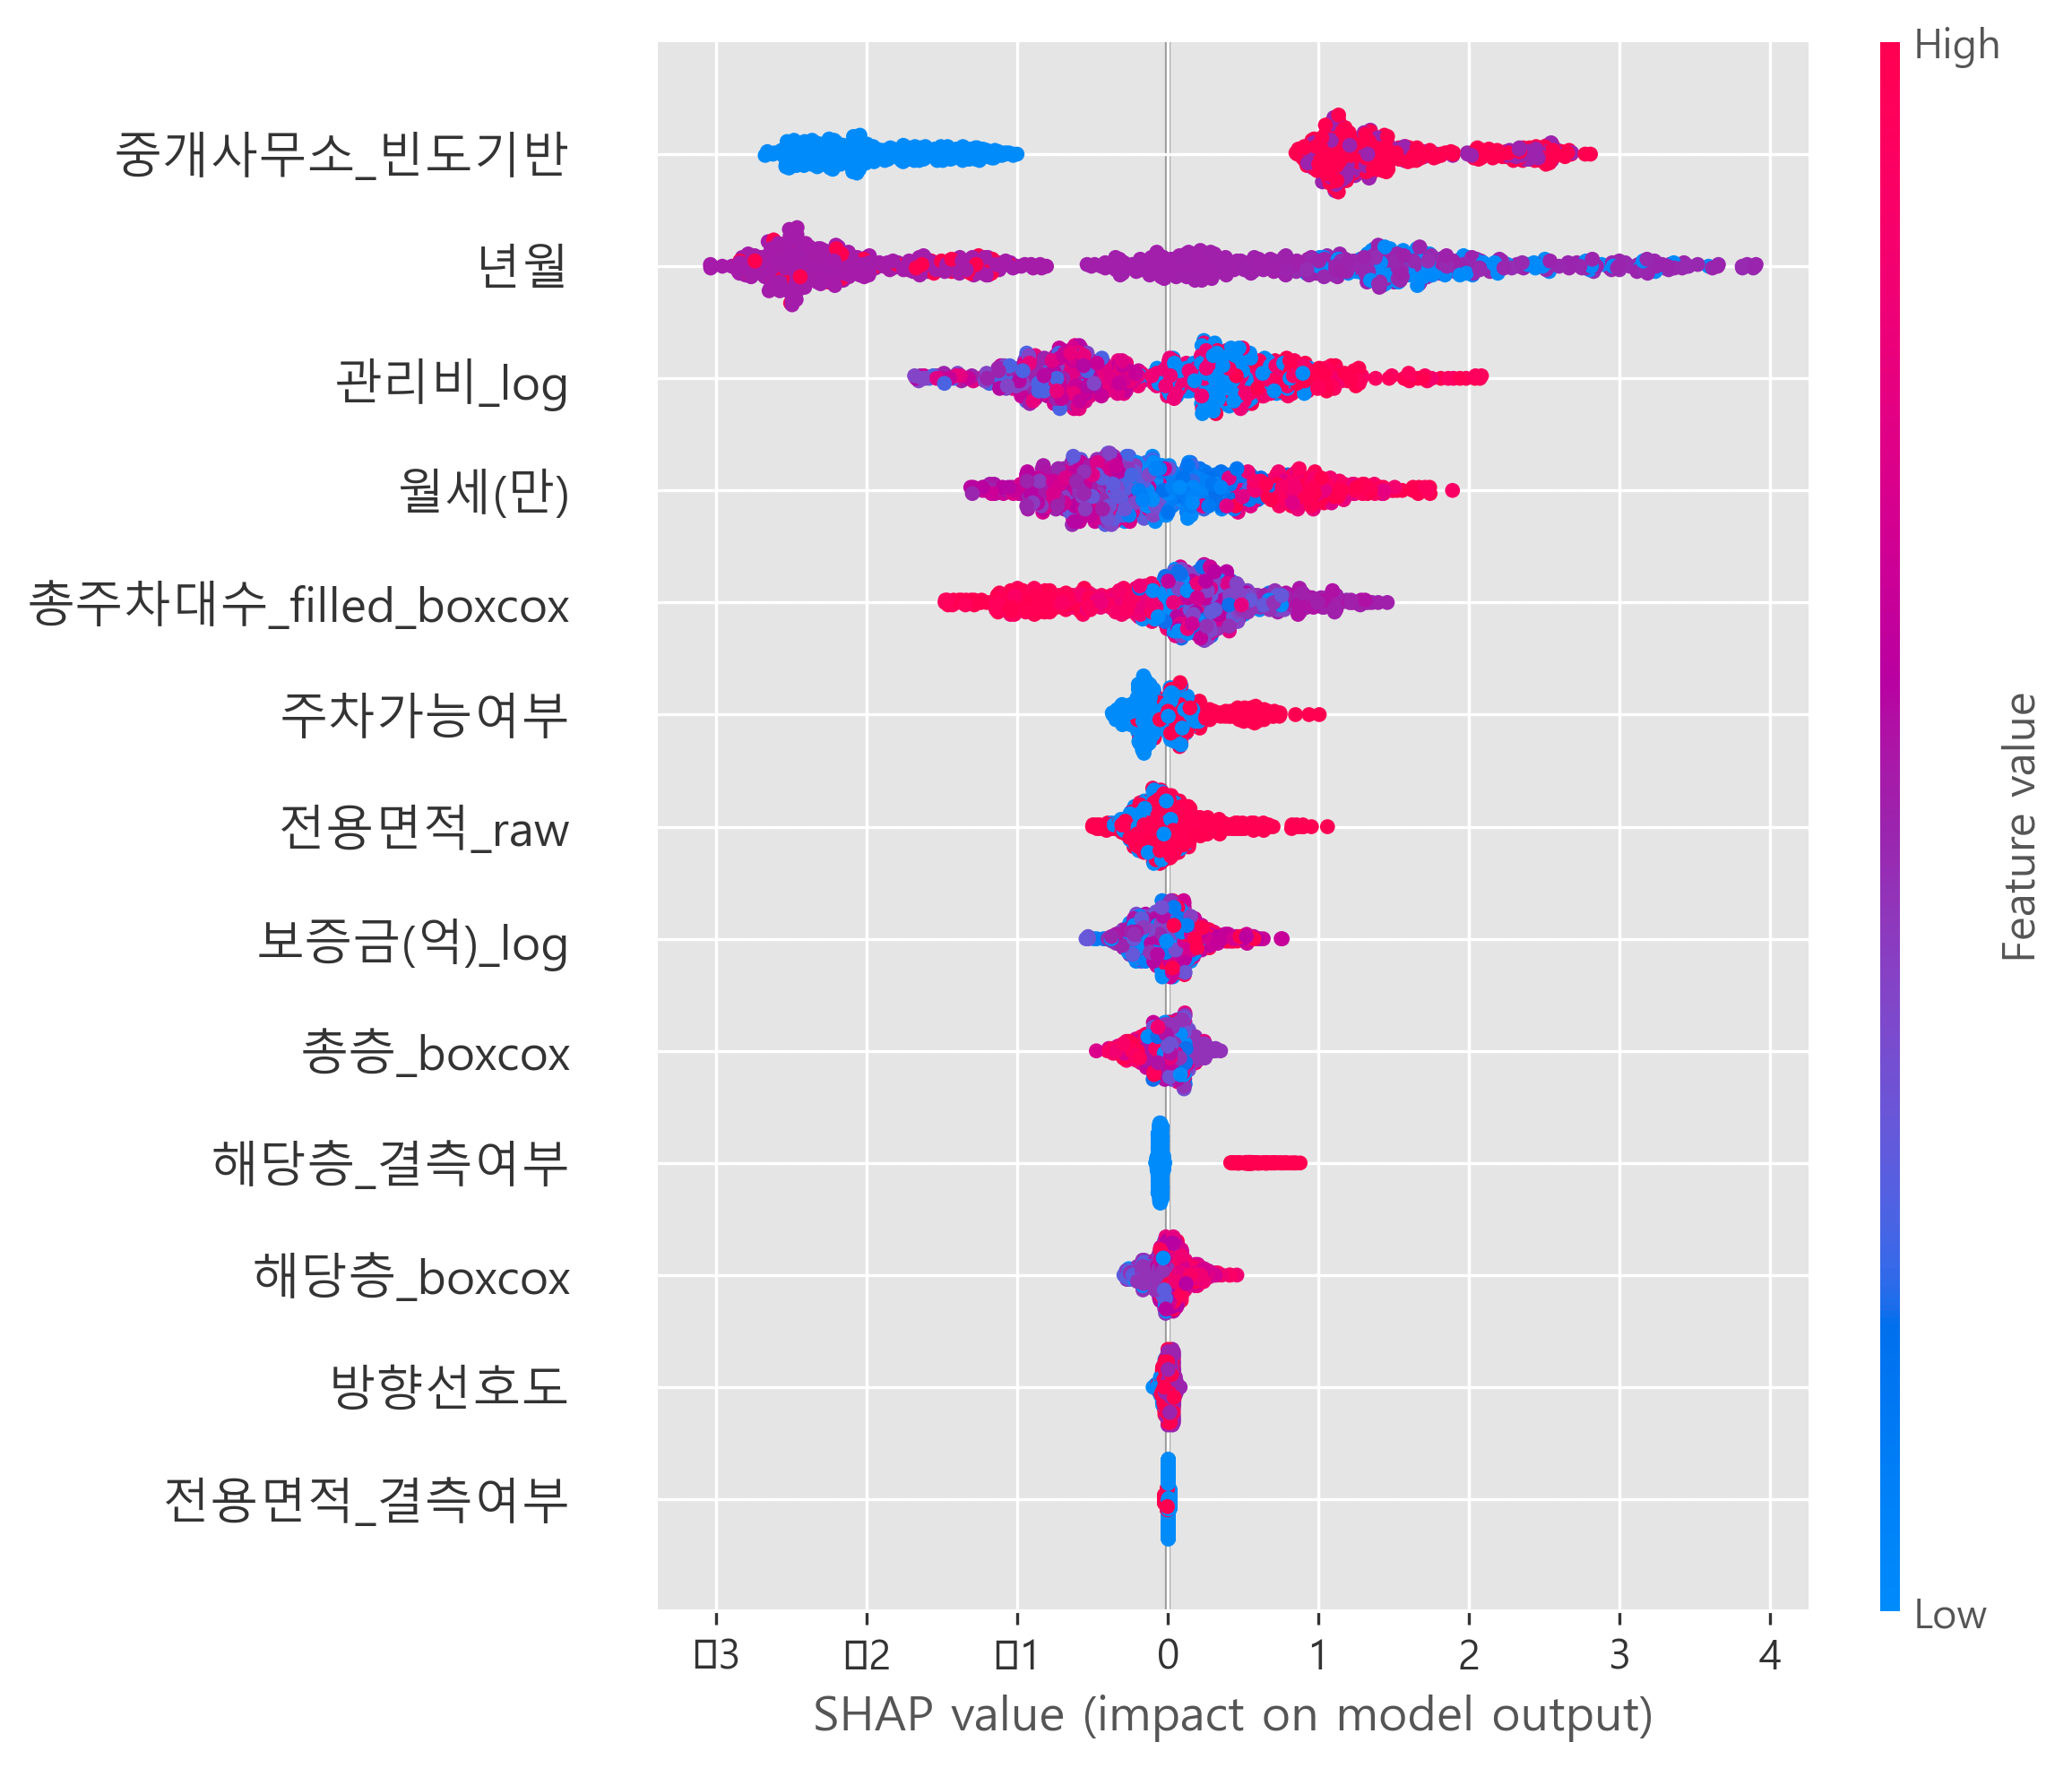 High
중개사무소_빈도기반
년월
관리비_log
월세(만)
총주차대수_filled_boxcox
주차가능여부
전용면적_raw
보증금(억)_log
총층_boxcox
해당층_결측여부
해당층_boxcox
방향선호도
전용면적_결측여부
Feature value
Low
□3 □2 □1 0 1 2 3 4
SHAP value (impact on model output)